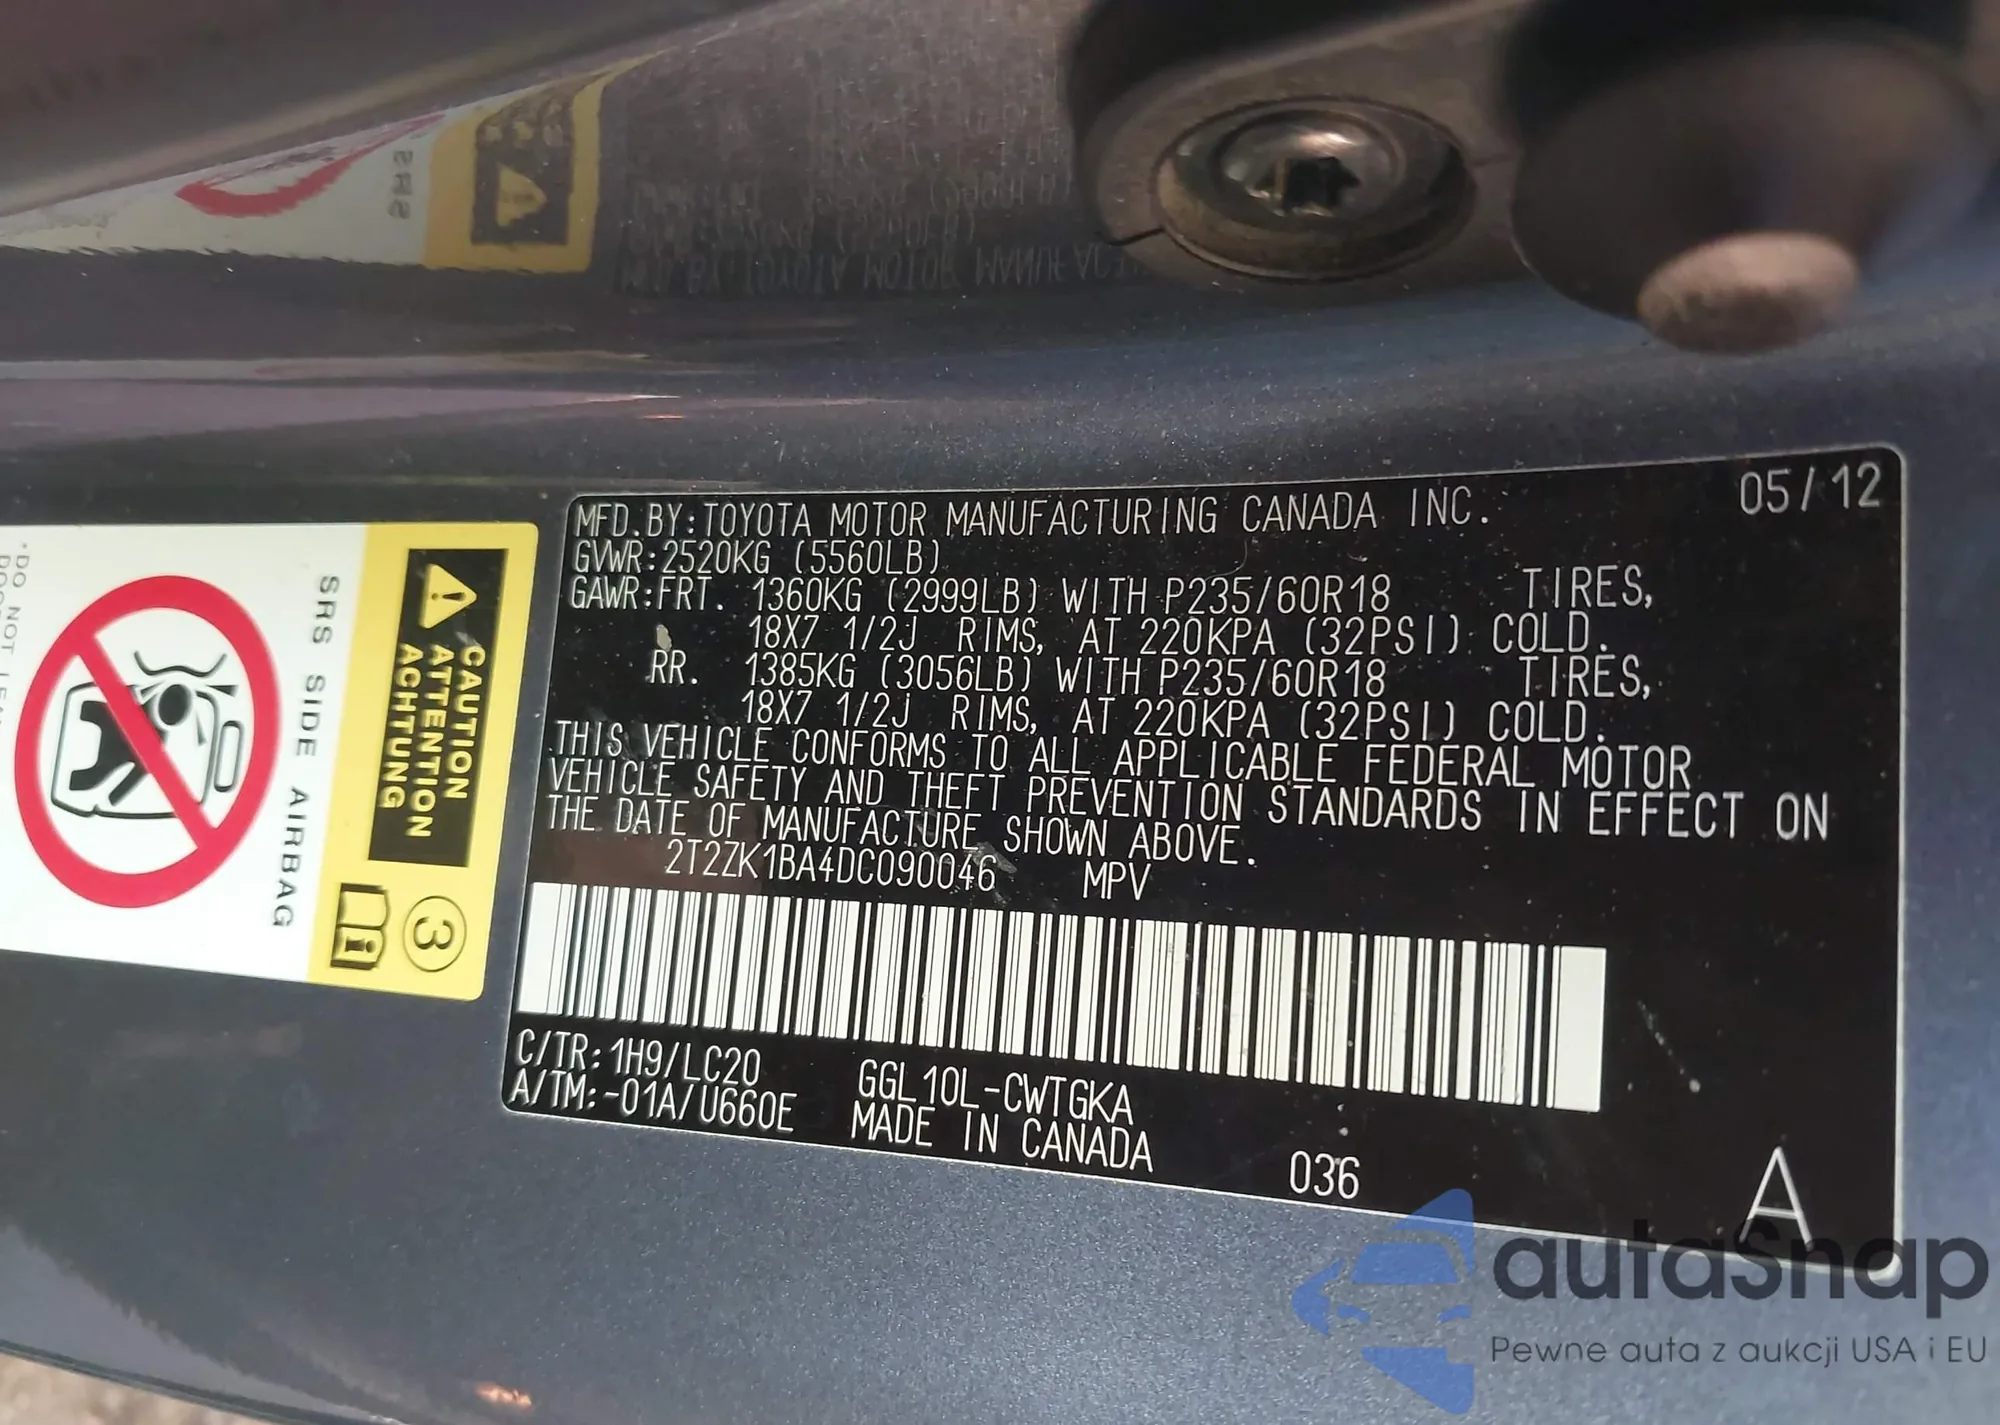 MFD.BY:TOYOTA MOTOR MANUFACTURING CANADA INC. 05/12
GVWR:2520KG (5560LB)
GAWR:FRT. 1360KG (2999LB) WITH P235/60R18 TIRES,
18X7 1/2J RIMS, AT 220KPA (32PSI) COLD.
RR. 1385KG (3056LB) WITH P235/60R18 TIRES,
18X7 1/2J RIMS, AT 220KPA (32PSI) COLD.
THIS VEHICLE CONFORMS TO ALL APPLICABLE FEDERAL MOTOR
VEHICLE SAFETY AND THEFT PREVENTION STANDARDS IN EFFECT ON
THE DATE OF MANUFACTURE SHOWN ABOVE.
2T2ZK1BA4DC090046 MPV
C/TR: 1H9/LC20 GGL10L-CWTGKA
A/TM:-01A/U660E MADE IN CANADA
036
A
CAUTION
ATTENTION
ACHTUNG
3
SRS SIDE AIRBAG
*DO NOT
autaSnap
Pewne auta z aukcji USA i EU